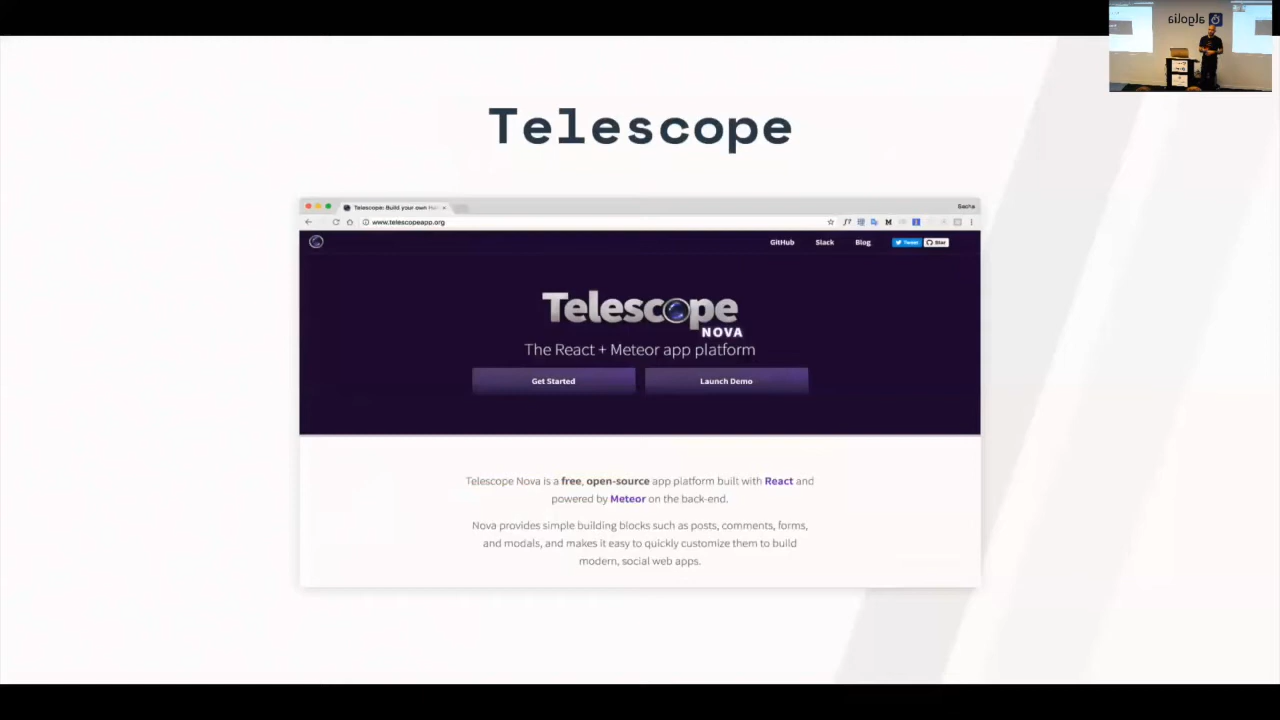 algolia
Telescope
Telescope: Build your own
Sacha
www.telescopeapp.org
GitHub Slack Blog Tweet Star
Telescope
NOVA
The React + Meteor app platform
Get Started Launch Demo
Telescope Nova is a free, open-source app platform built with React and
powered by Meteor on the back-end.
Nova provides simple building blocks such as posts, comments, forms,
and modals, and makes it easy to quickly customize them to build
modern, social web apps.